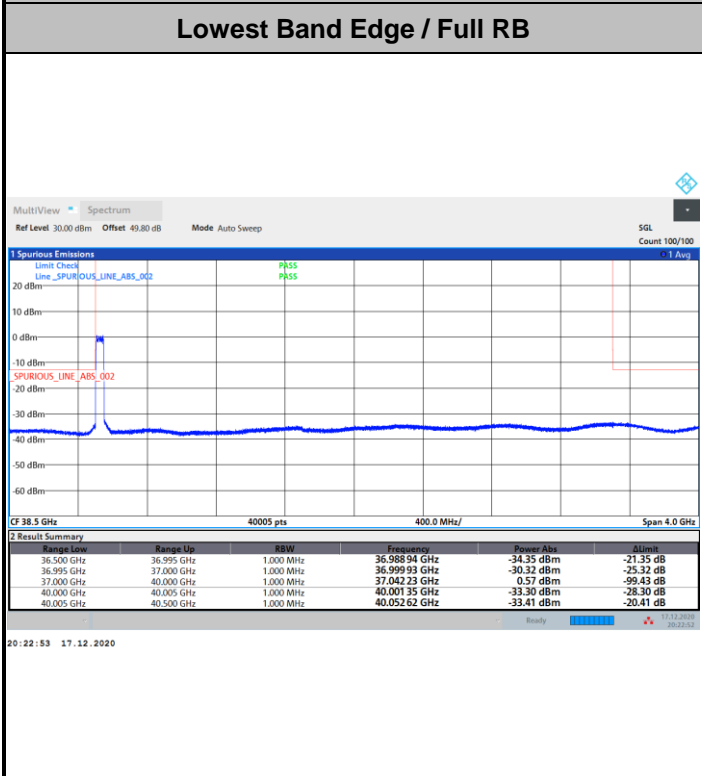 Lowest Band Edge / Full RB
MultiView Spectrum
Ref Level 30.00 dBm Offset 49.80 dB Mode Auto Sweep SGL
Count 100/100
1 Spurious Emissions 1 Avg
Limit Check PASS
Line _SPURIOUS_LINE_ABS_002 PASS
20 dBm
10 dBm
0 dBm
-10 dBm
_SPURIOUS_LINE_ABS_002
-20 dBm
-30 dBm
-40 dBm
-50 dBm
-60 dBm
CF 38.5 GHz 40005 pts 400.0 MHz/ Span 4.0 GHz
2 Result Summary
Range Low Range Up RBW Frequency Power Abs ΔLimit
36.500 GHz 36.995 GHz 1.000 MHz 36.988 94 GHz -34.35 dBm -21.35 dB
36.995 GHz 37.000 GHz 1.000 MHz 36.999 93 GHz -30.32 dBm -25.32 dB
37.000 GHz 40.000 GHz 1.000 MHz 37.042 23 GHz 0.57 dBm -99.43 dB
40.000 GHz 40.005 GHz 1.000 MHz 40.001 35 GHz -33.30 dBm -28.30 dB
40.005 GHz 40.500 GHz 1.000 MHz 40.052 62 GHz -33.41 dBm -20.41 dB
Ready 17.12.2020
20:22:52
20:22:53 17.12.2020